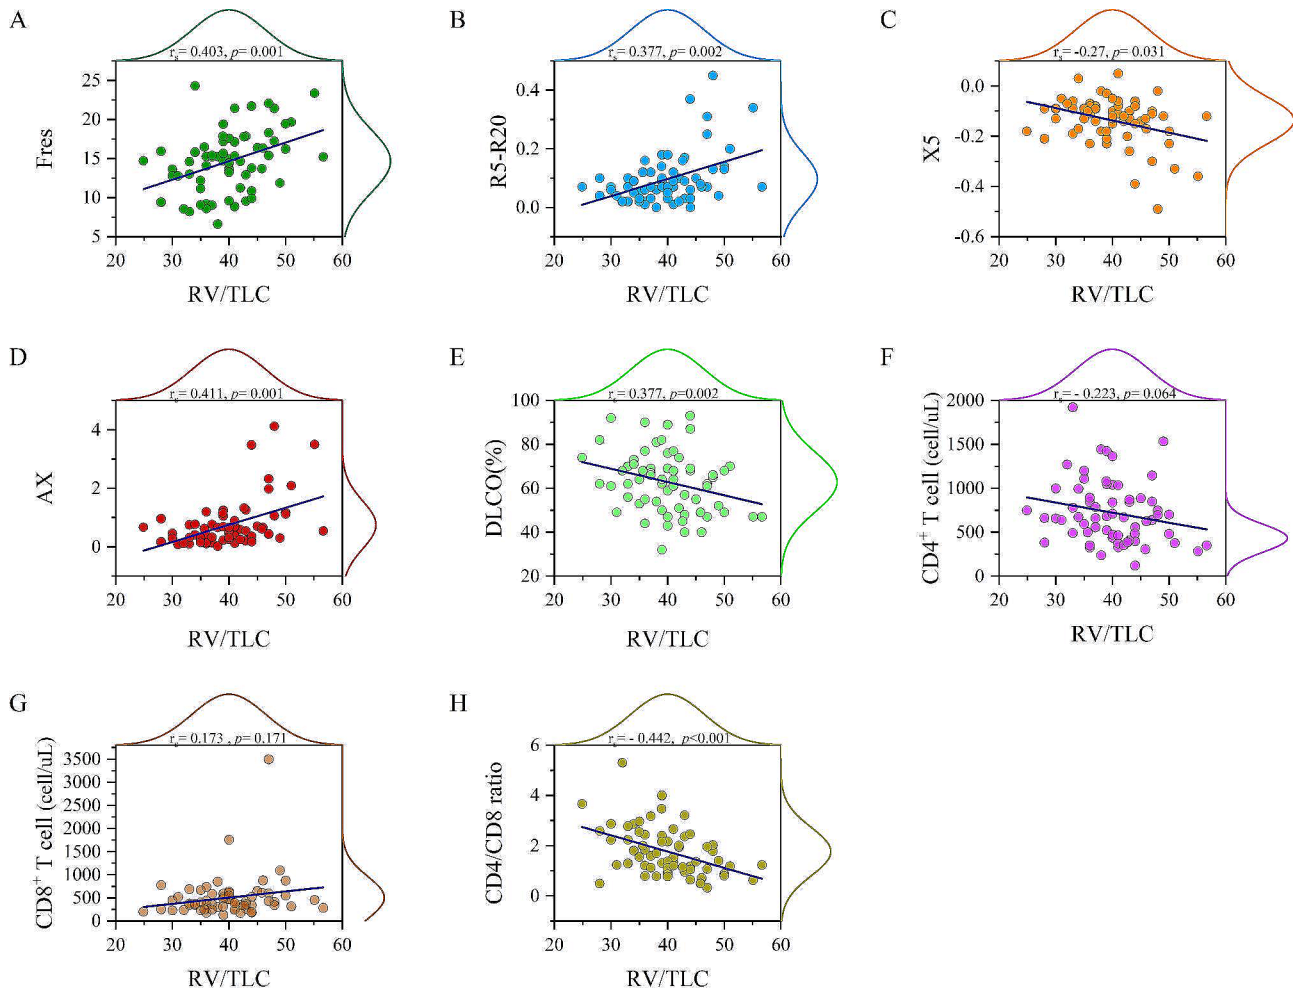 A
rs= 0.403, p= 0.001
Fres
25
20
15
10
5
20 30 40 50 60
RV/TLC
B
rs= 0.377, p= 0.002
R5-R20
0.4
0.2
0.0
20 30 40 50 60
RV/TLC
C
rs= -0.27, p= 0.031
X5
0.0
-0.2
-0.4
-0.6
20 30 40 50 60
RV/TLC
D
rs= 0.411, p= 0.001
AX
4
2
0
20 30 40 50 60
RV/TLC
E
rs= 0.377, p= 0.002
DLCO(%)
100
80
60
40
20
20 30 40 50 60
RV/TLC
F
rs= - 0.223, p= 0.064
CD4+ T cell (cell/uL)
2000
1500
1000
500
0
20 30 40 50 60
RV/TLC
G
rs= 0.173 , p= 0.171
CD8+ T cell (cell/uL)
3500
3000
2500
2000
1500
1000
500
0
20 30 40 50 60
RV/TLC
H
rs= - 0.442, p<0.001
CD4/CD8 ratio
6
4
2
0
20 30 40 50 60
RV/TLC